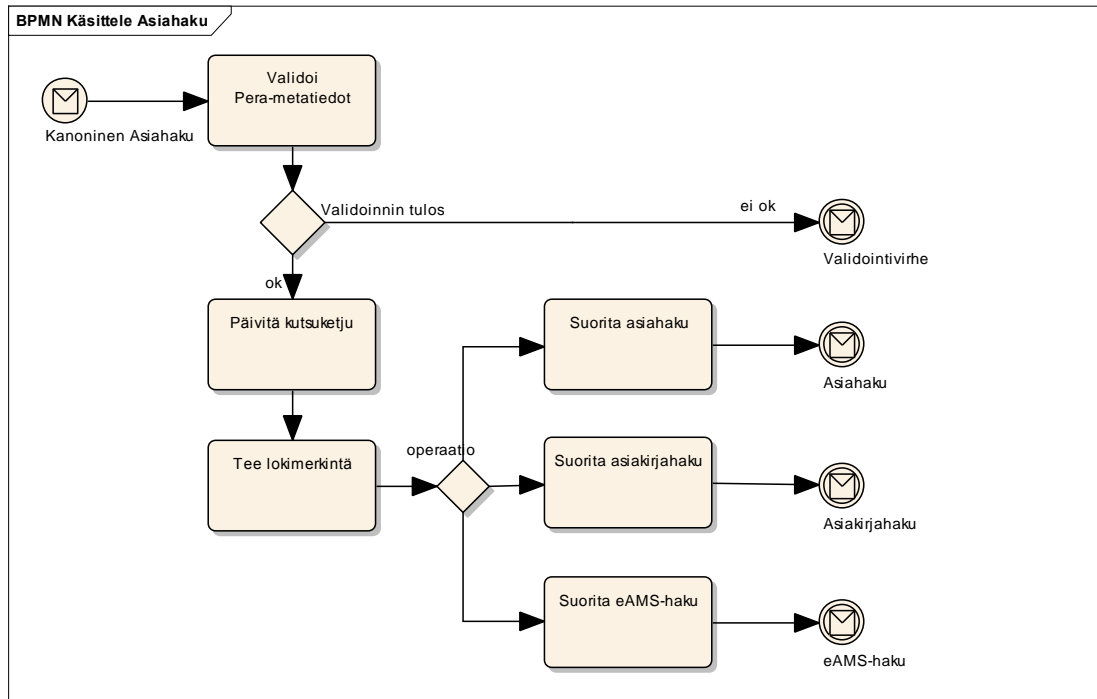 BPMN Käsittele Asiahaku
Validoi
Pera-metatiedot
Kanoninen Asiahaku
Validoinnin tulos
ei ok
Validointivirhe
ok
Päivitä kutsuketju
Suorita asiahaku
Asiahaku
Tee lokimerkintä
operaatio
Suorita asiakirjahaku
Asiakirjahaku
Suorita eAMS-haku
eAMS-haku